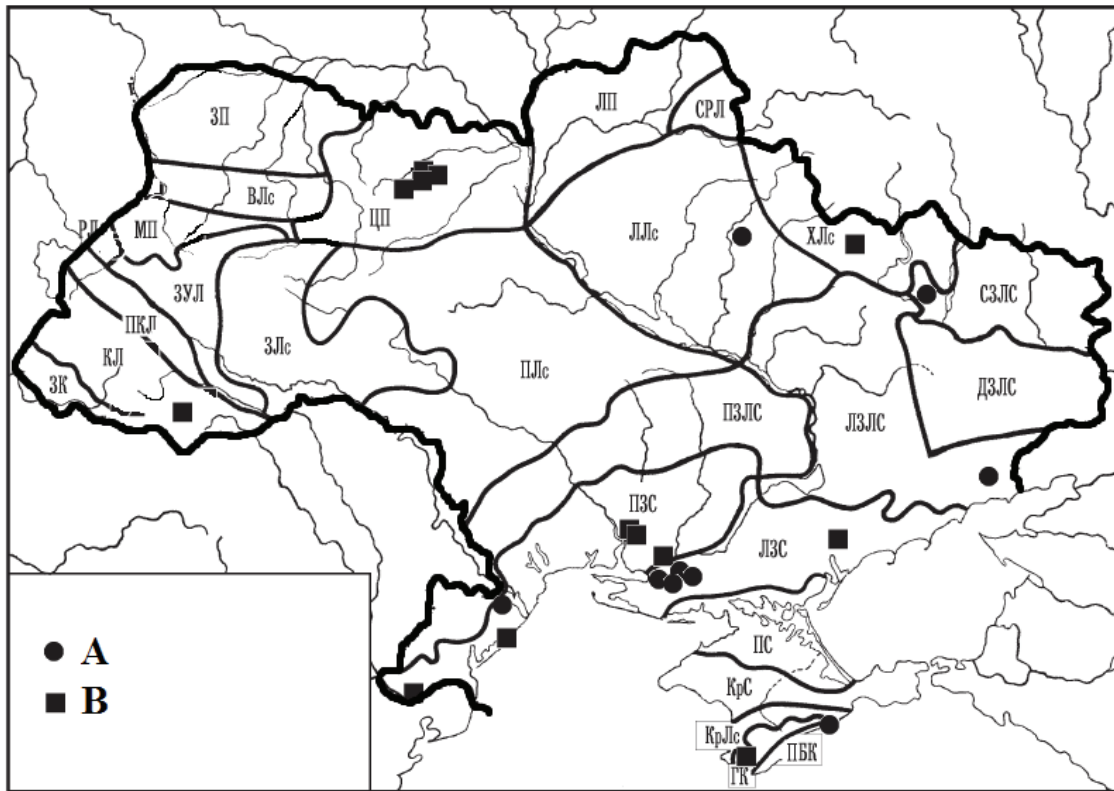 ЗП
ЛП
СРЛ
ВЛс
ЦП
РЛ
МП
ЛЛс
ХЛс
ЗУЛ
СЗЛС
ПКЛ
КЛ
ЗЛс
ЗК
ПЛс
ПЗЛС
ЛЗЛС
ДЗЛС
ПЗС
ЛЗС
ПС
КрС
КрЛс
ПБК
ГК
A
B